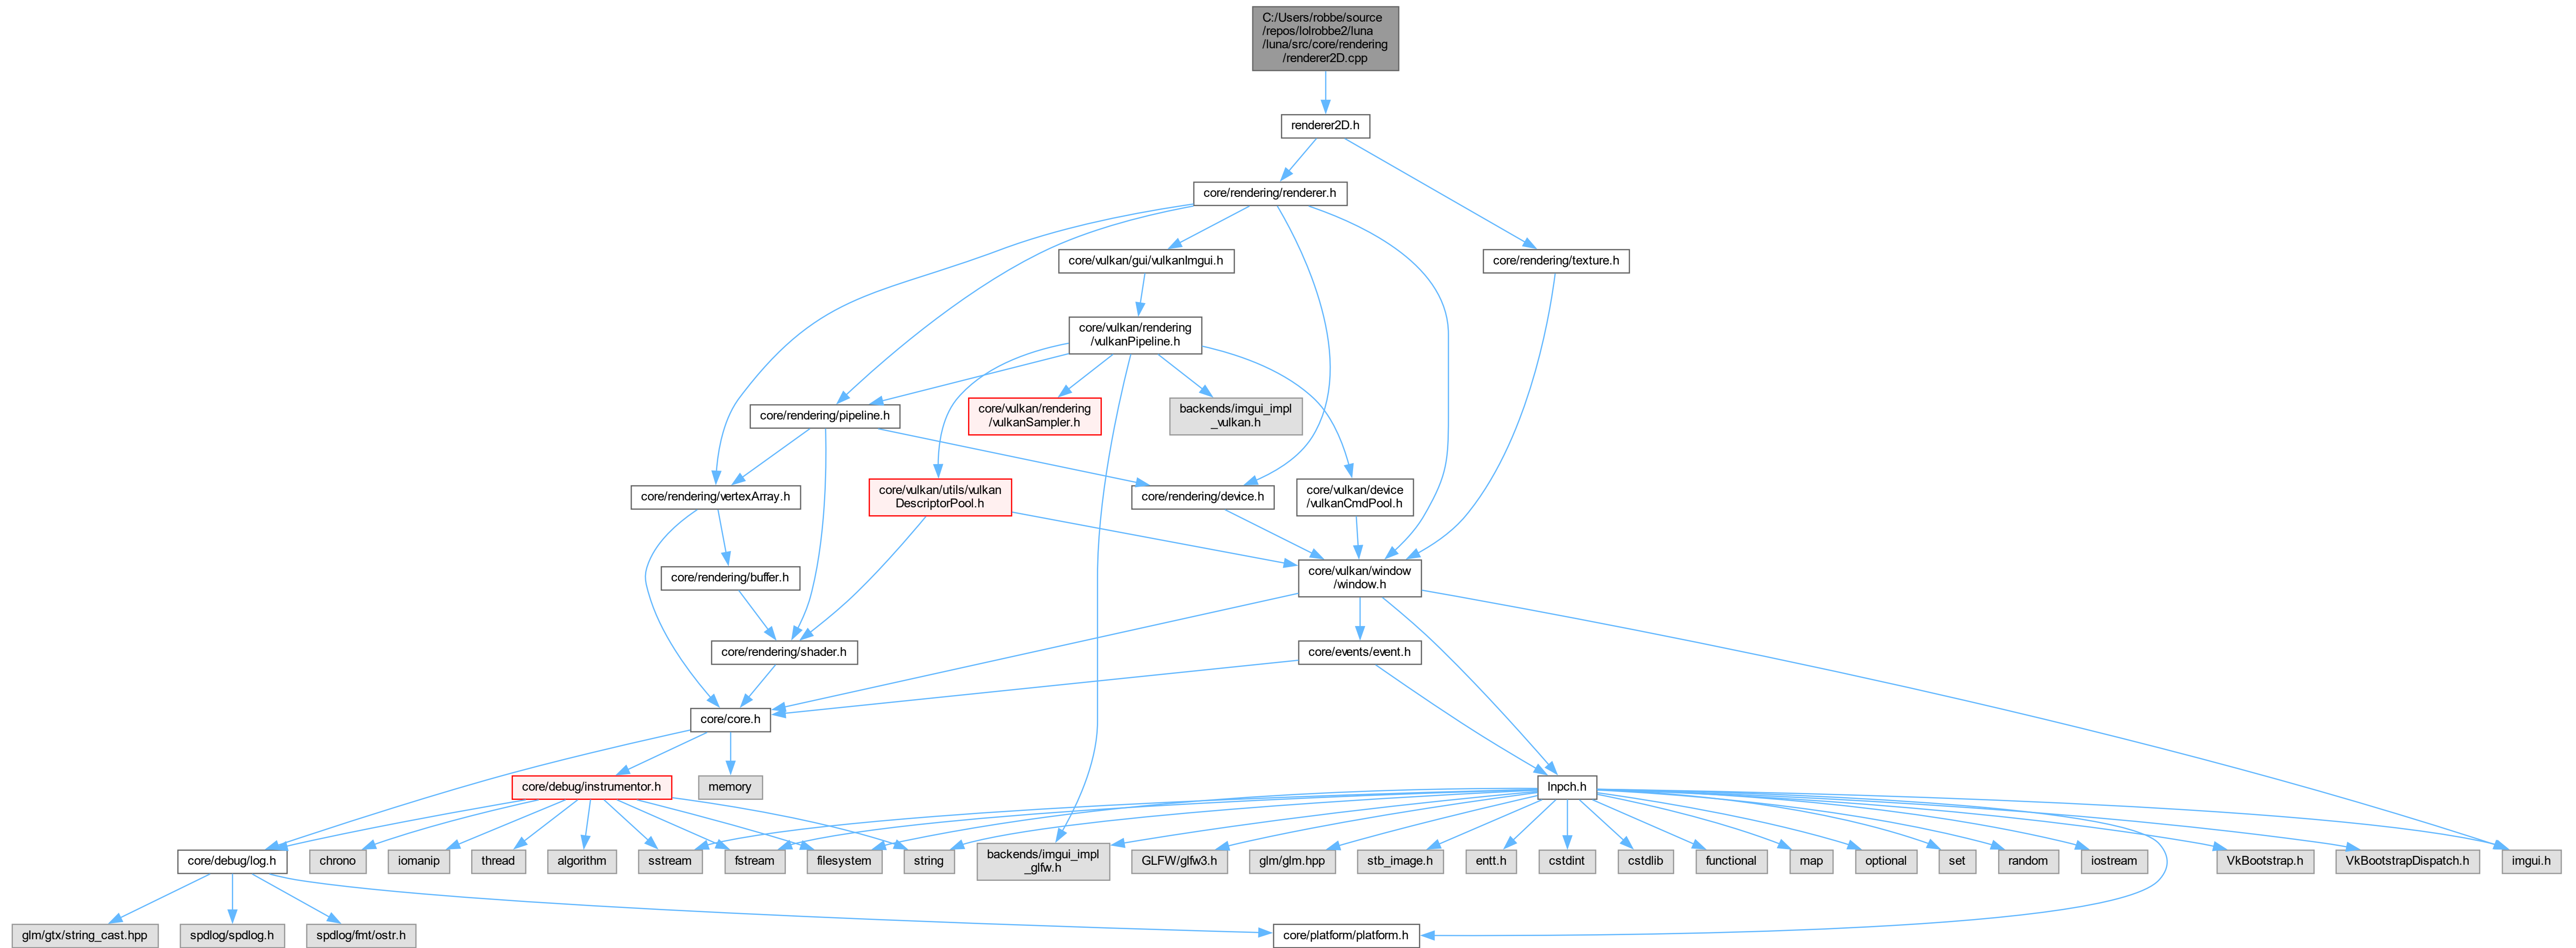 C:/Users/robbe/source
/repos/lolrobbe2/luna
/luna/src/core/rendering
/renderer2D.cpp
renderer2D.h
core/rendering/renderer.h
core/vulkan/gui/vulkanImgui.h
core/rendering/texture.h
core/vulkan/rendering
/vulkanPipeline.h
core/rendering/pipeline.h
core/vulkan/rendering
/vulkanSampler.h
backends/imgui_impl
_vulkan.h
core/rendering/vertexArray.h
core/vulkan/utils/vulkan
DescriptorPool.h
core/rendering/device.h
core/vulkan/device
/vulkanCmdPool.h
core/rendering/buffer.h
core/vulkan/window
/window.h
core/rendering/shader.h
core/events/event.h
core/core.h
core/debug/instrumentor.h
memory
lnpch.h
core/debug/log.h
chrono
iomanip
thread
algorithm
sstream
fstream
filesystem
string
backends/imgui_impl
_glfw.h
GLFW/glfw3.h
glm/glm.hpp
stb_image.h
entt.h
cstdint
cstdlib
functional
map
optional
set
random
iostream
VkBootstrap.h
VkBootstrapDispatch.h
imgui.h
glm/gtx/string_cast.hpp
spdlog/spdlog.h
spdlog/fmt/ostr.h
core/platform/platform.h